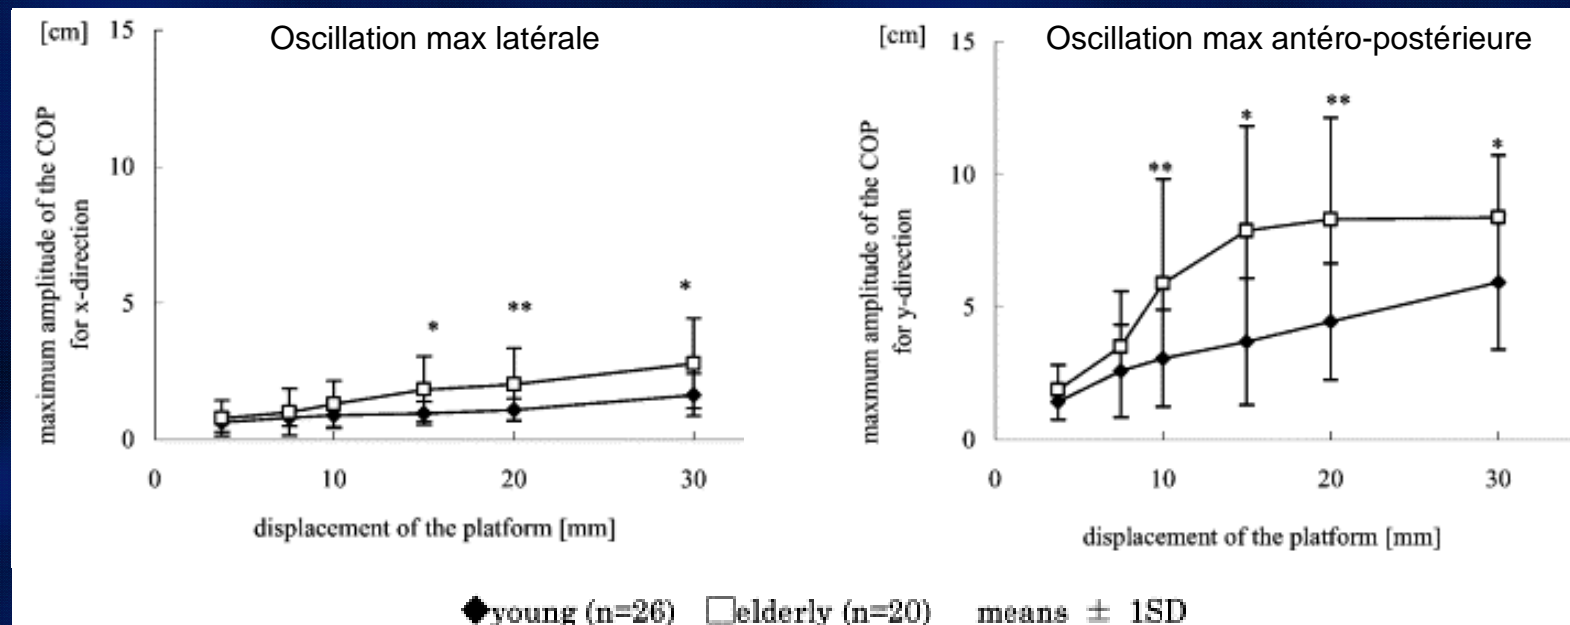 [cm]
15
Oscillation max latérale
10
5
0
maximum amplitude of the COP
for x-direction
*
**
*
0
10
20
30
displacement of the platform [mm]
[cm]
15
Oscillation max antéro-postérieure
10
5
0
maxmum amplitude of the COP
for y-direction
**
*
**
*
0
10
20
30
displacement of the platform [mm]
young (n=26) elderly (n=20) means ± 1SD